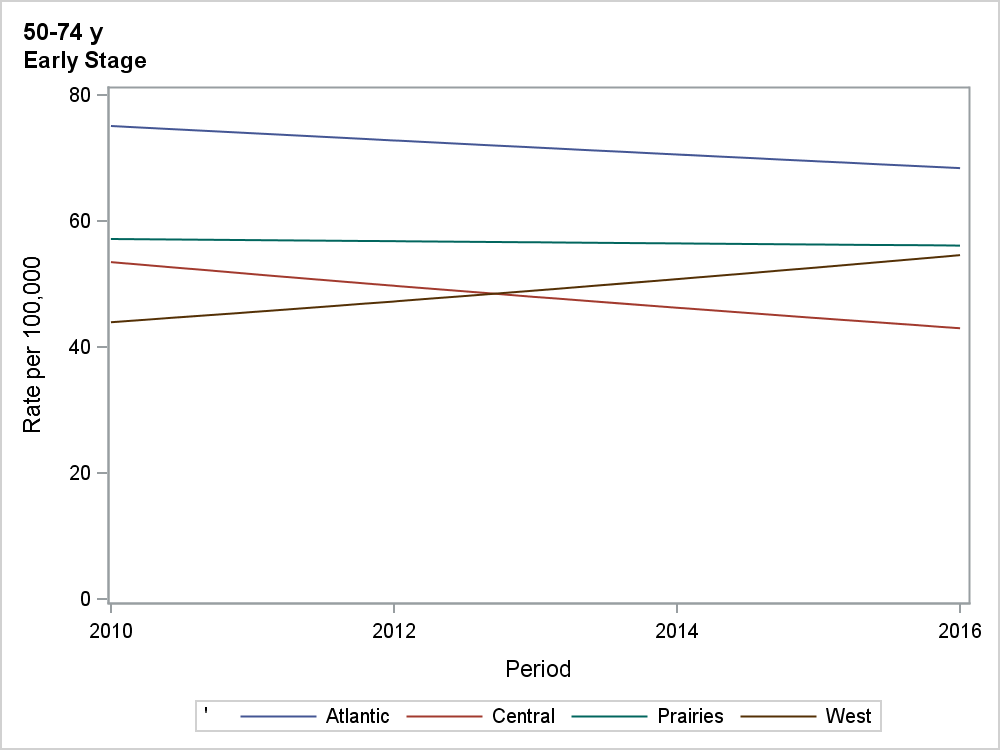 50-74 y
Early Stage
80
60
40
20
0
Rate per 100,000
2010 2012 2014 2016
Period
' Atlantic Central Prairies West